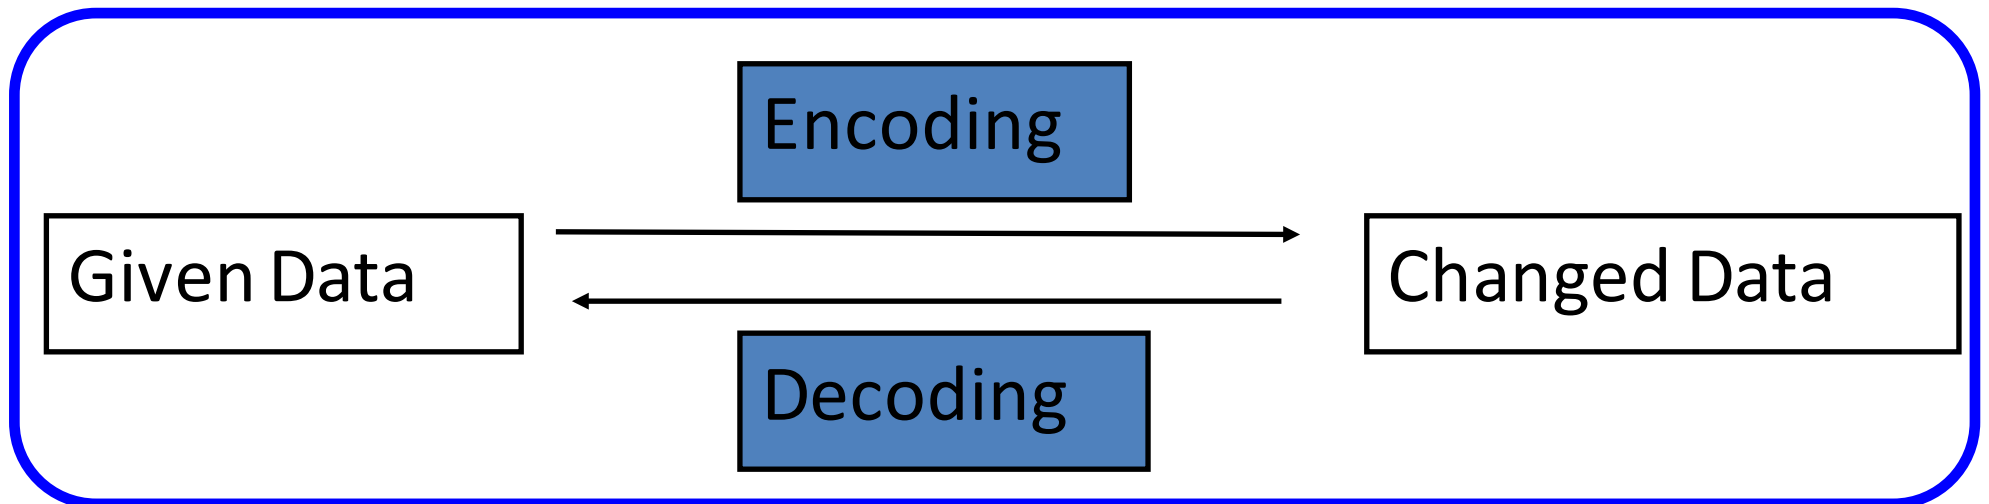 Encoding
Given Data
Changed Data
Decoding